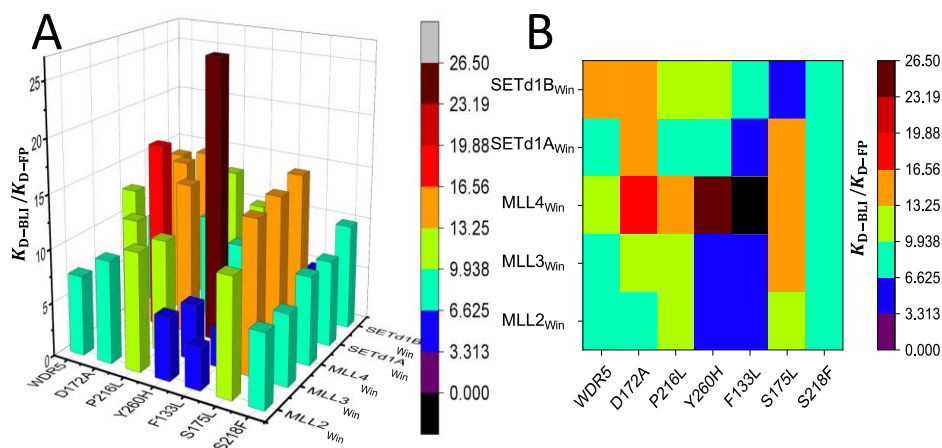 A
B
K_D–BLI /K_D–FP
25
20
15
10
5
0
WDR5
D172A
P216L
Y260H
F133L
S175L
S218F
SETd1B_Win
SETd1A_Win
MLL4_Win
MLL3_Win
MLL2_Win
26.50
23.19
19.88
16.56
13.25
9.938
6.625
3.313
0.000
SETd1B_Win
SETd1A_Win
MLL4_Win
MLL3_Win
MLL2_Win
WDR5
D172A
P216L
Y260H
F133L
S175L
S218F
26.50
23.19
19.88
16.56
13.25
9.938
6.625
3.313
0.000
K_D–BLI /K_D–FP